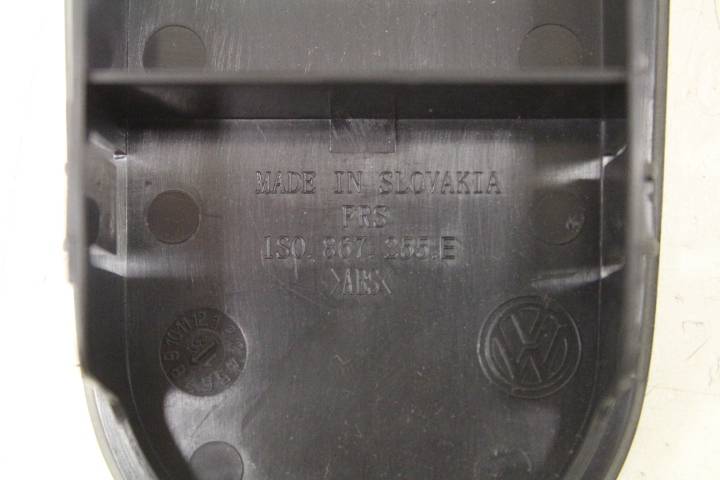 MADE IN SLOVAKIA
PRS
1S0.867.255.E
>ABS<